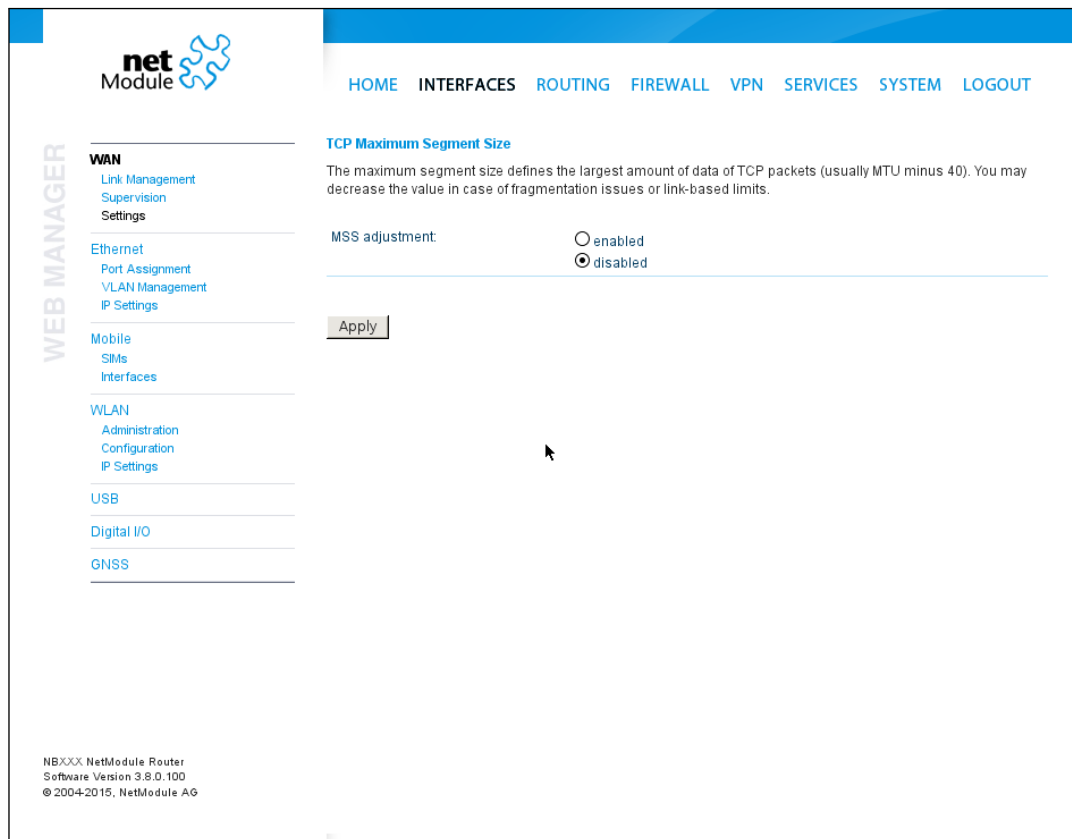 net
Module
HOME INTERFACES ROUTING FIREWALL VPN SERVICES SYSTEM LOGOUT
WEB MANAGER
WAN
Link Management
Supervision
Settings
Ethernet
Port Assignment
VLAN Management
IP Settings
Mobile
SIMs
Interfaces
WLAN
Administration
Configuration
IP Settings
USB
Digital I/O
GNSS
TCP Maximum Segment Size
The maximum segment size defines the largest amount of data of TCP packets (usually MTU minus 40). You may
decrease the value in case of fragmentation issues or link-based limits.
MSS adjustment:
enabled
disabled
Apply
NBXXX NetModule Router
Software Version 3.8.0.100
© 2004-2015, NetModule AG